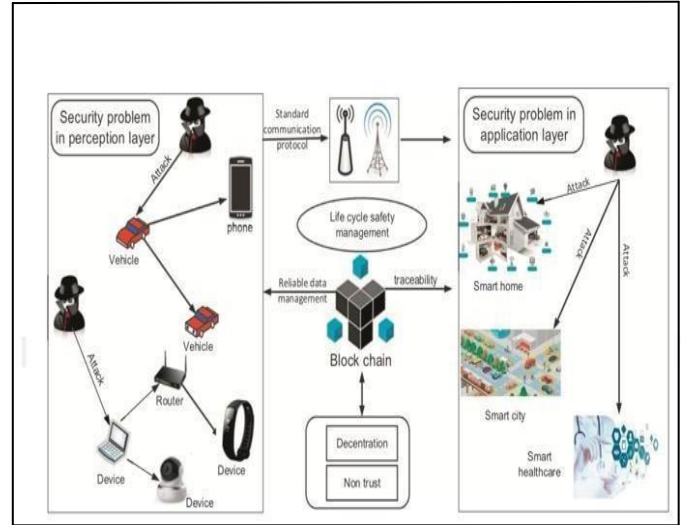 Security problem
in perception layer
Attack
phone
Vehicle
Vehicle
Attack
Router
Device
Device
Device
Standard
communication
protocol
Life cycle safety
management
Reliable data
management
traceability
Block chain
Decentration
Non trust
Security problem in
application layer
Attack
Attack
Attack
Smart home
Smart city
Smart
healthcare